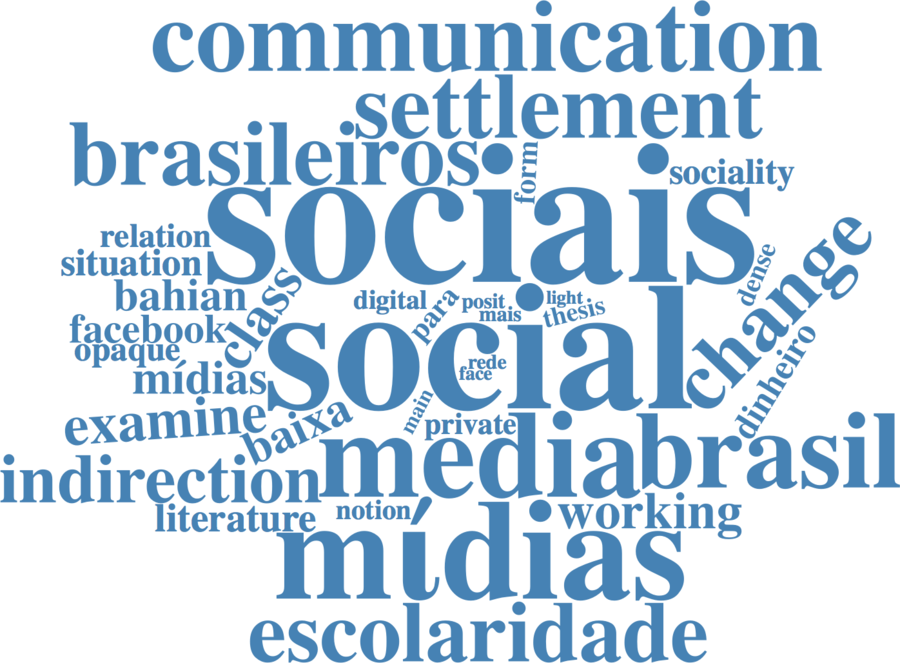 communication
settlement
brasileiros
form
sociality
sociais
relation
situation
bahian
class
facebook
opaque
mídias
digital
para
posit
mais
light
thesis
dense
change
social
rede
face
dinheiro
examine
baixa
main
private
media
brasil
indirection
literature
notion
working
mídias
escolaridade